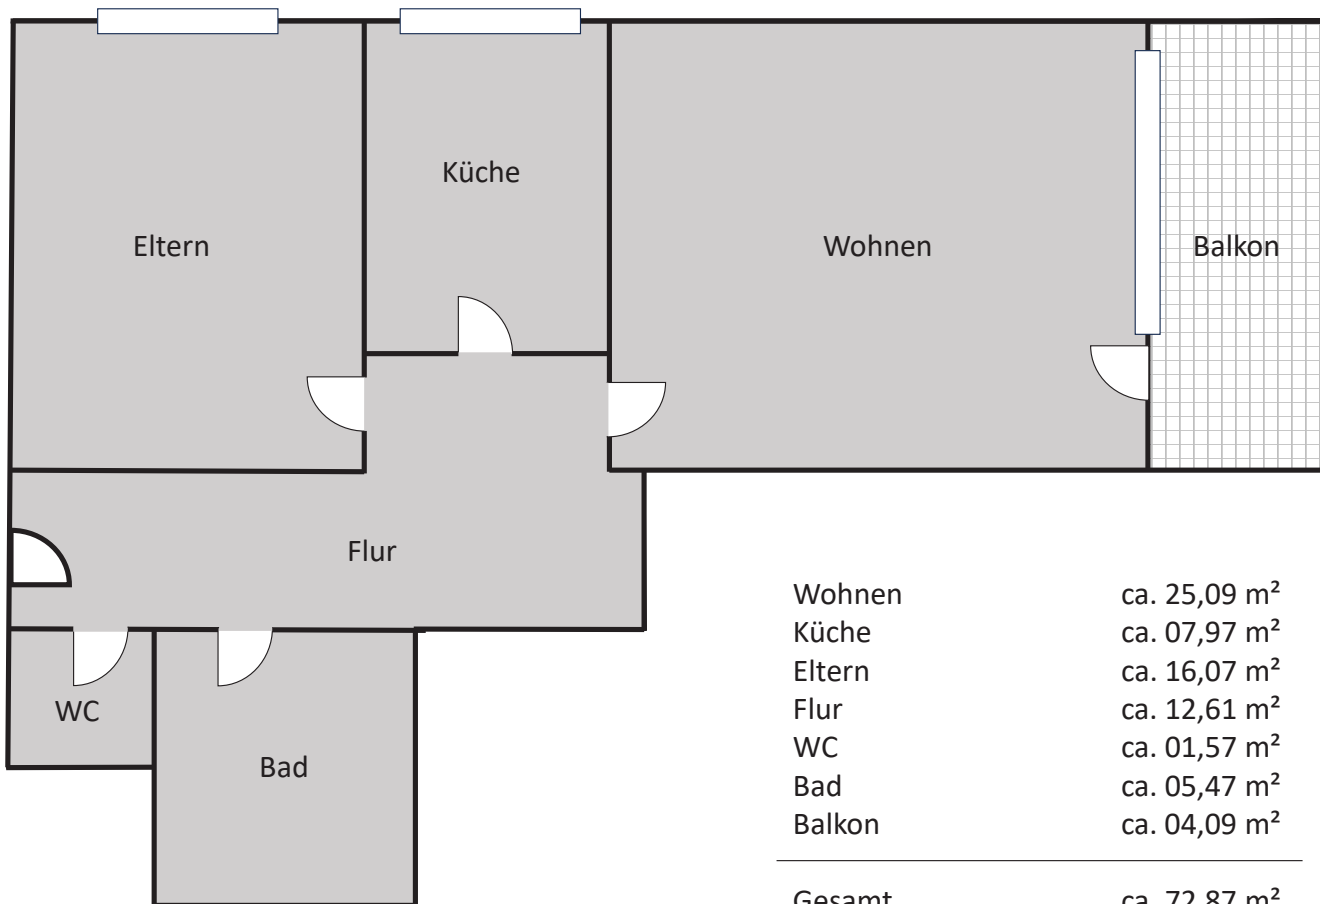 Küche
Eltern
Wohnen
Balkon
Flur
WC
Bad
Wohnen ca. 25,09 m²
Küche ca. 07,97 m²
Eltern ca. 16,07 m²
Flur ca. 12,61 m²
WC ca. 01,57 m²
Bad ca. 05,47 m²
Balkon ca. 04,09 m²
Gesamt ca. 72,87 m²